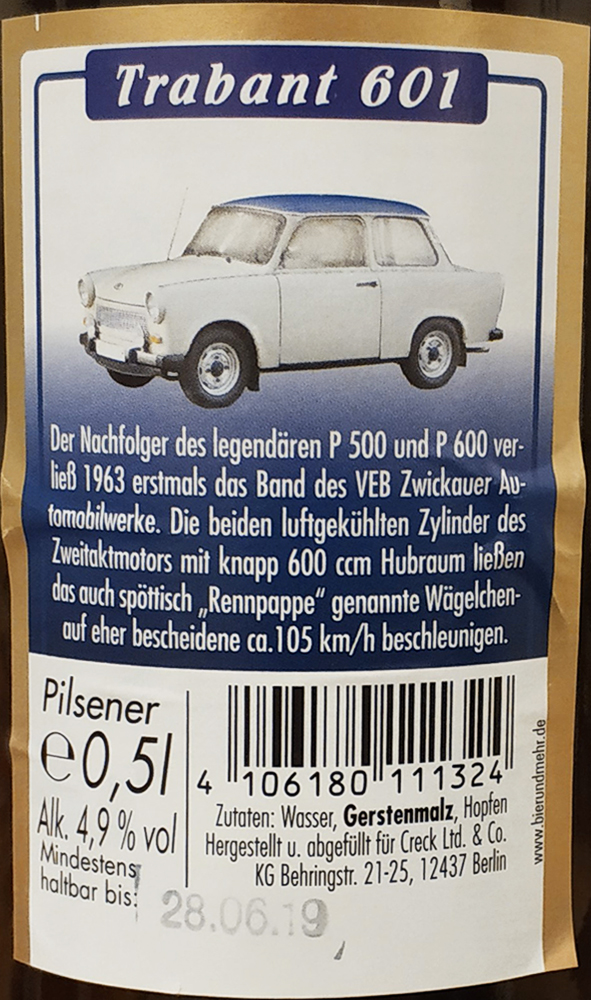 Trabant 601
Der Nachfolger des legendären P 500 und P 600 ver-
ließ 1963 erstmals das Band des VEB Zwickauer Au-
tomobilwerke. Die beiden luftgekühlten Zylinder des
Zweitaktmotors mit knapp 600 ccm Hubraum ließen
das auch spöttisch „Rennpappe" genannte Wägelchen
auf eher bescheidene ca.105 km/h beschleunigen.
Pilsener
℮0,5l
Alk. 4,9 % vol
Mindestens
haltbar bis:
28.06.19
4 106180 111324
Zutaten: Wasser, Gerstenmalz, Hopfen
Hergestellt u. abgefüllt für Creck Ltd. & Co.
KG Behringstr. 21-25, 12437 Berlin
www.bierundmehr.de